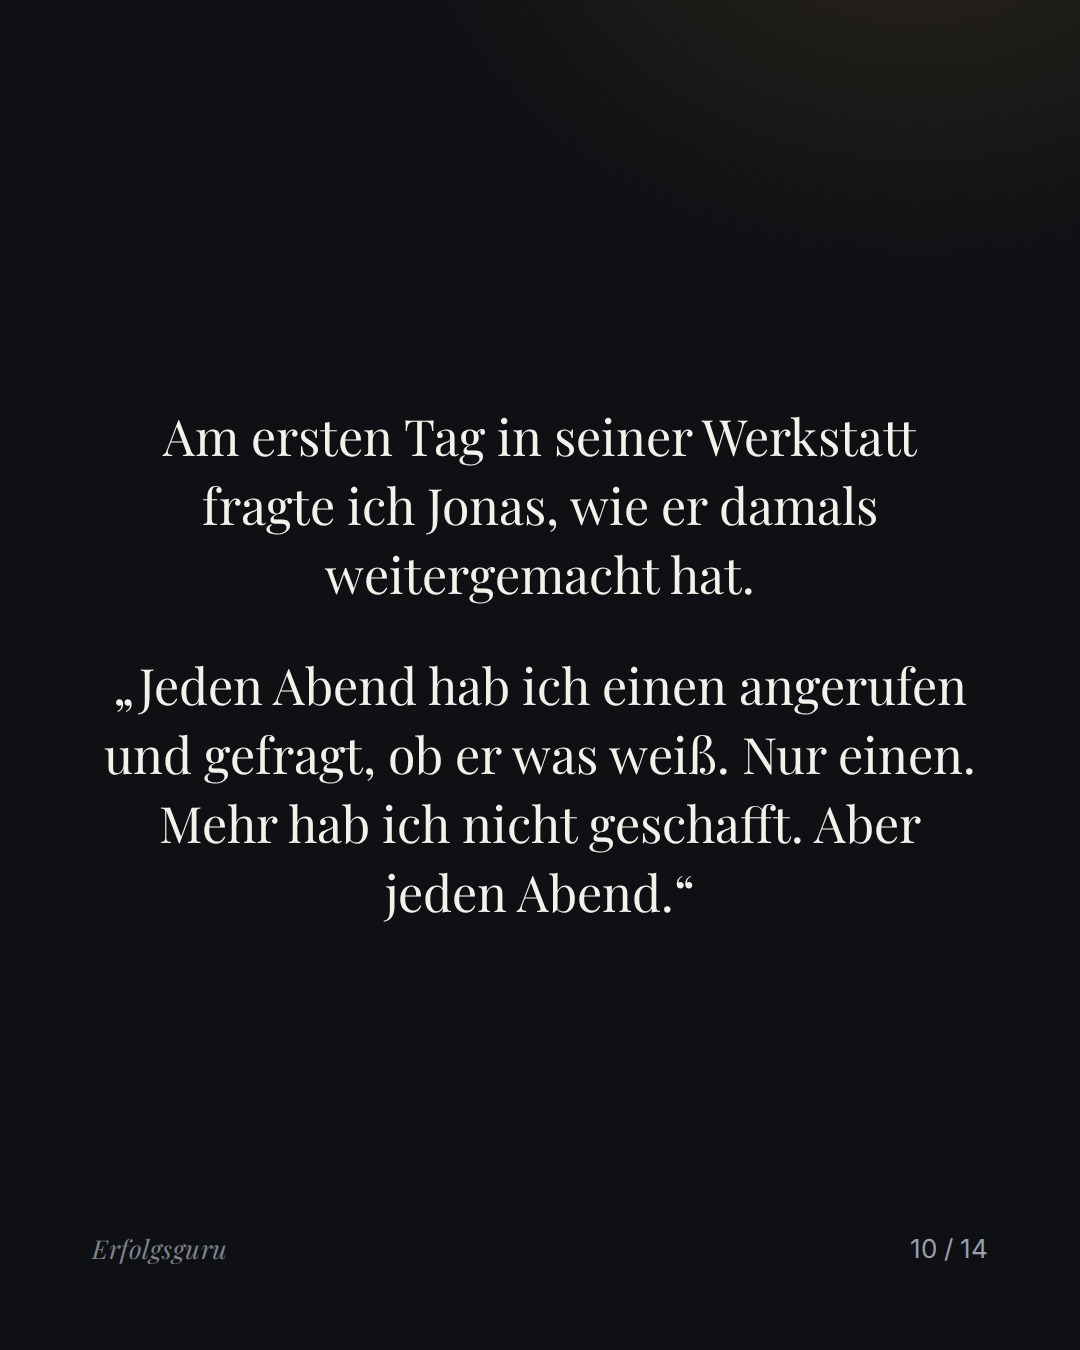 Am ersten Tag in seiner Werkstatt
fragte ich Jonas, wie er damals
weitergemacht hat.
„Jeden Abend hab ich einen angerufen
und gefragt, ob er was weiß. Nur einen.
Mehr hab ich nicht geschafft. Aber
jeden Abend.“
Erfolgsguru
10 / 14